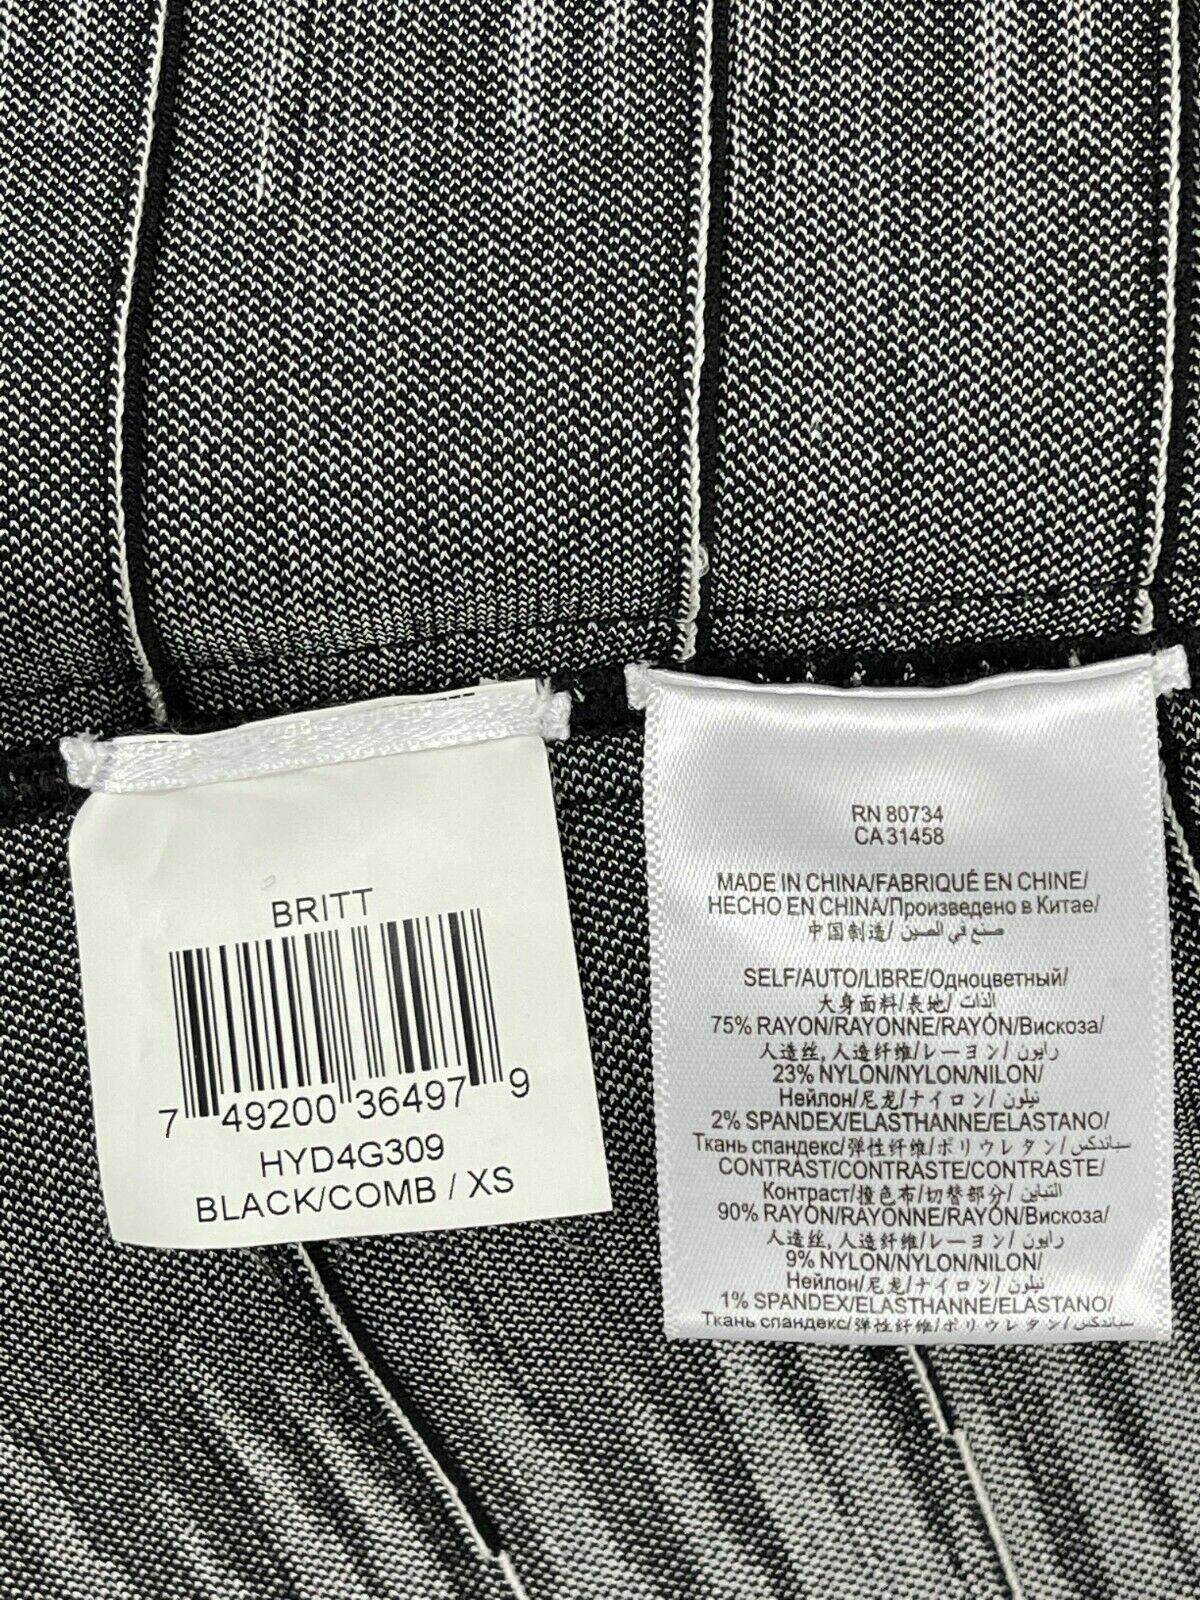 BRITT
7 49200 36497 9
HYD4G309
BLACK/COMB / XS
RN 80734
CA 31458
MADE IN CHINA/FABRIQUÉ EN CHINE/
HECHO EN CHINA/Произведено в Китае/
中国制造/ صنع في الصين
SELF/AUTO/LIBRE/Одноцветный/
大身面料/表地/ الذات
75% RAYON/RAYONNE/RAYÓN/Вискоза/
人造丝, 人造纤维/レーヨン/ رايون
23% NYLON/NYLON/NILON/
Нейлон/尼龙/ナイロン/ نيلون
2% SPANDEX/ELASTHANNE/ELASTANO/
Ткань спандекс/弹性纤维/ポリウレタン/ سباندكس
CONTRAST/CONTRASTE/CONTRASTE/
Контраст/撞色布/切替部分/ التباين
90% RAYON/RAYONNE/RAYÓN/Вискоза/
人造丝, 人造纤维/レーヨン/ رايون
9% NYLON/NYLON/NILON/
Нейлон/尼龙/ナイロン/ نيلون
1% SPANDEX/ELASTHANNE/ELASTANO/
Ткань спандекс/弹性纤维/ポリウレタン/ سباندكس